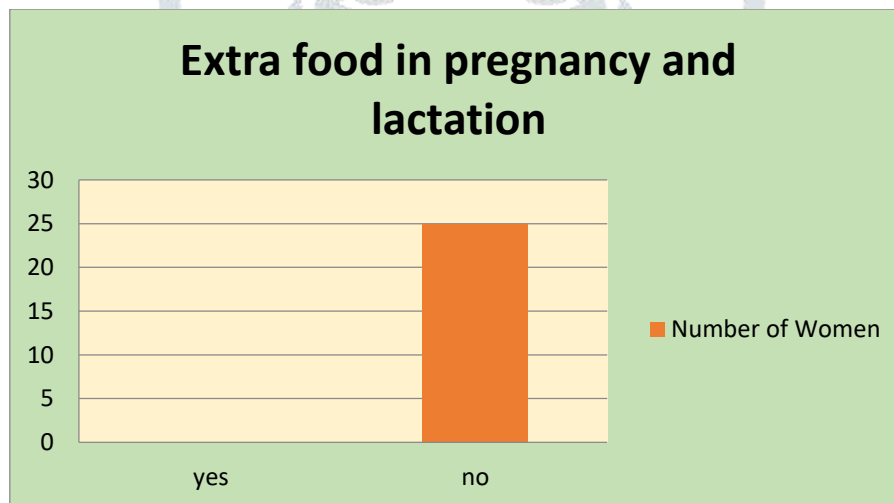 Extra food in pregnancy and
lactation
30
25
20
15
10
5
0
yes
no
Number of Women